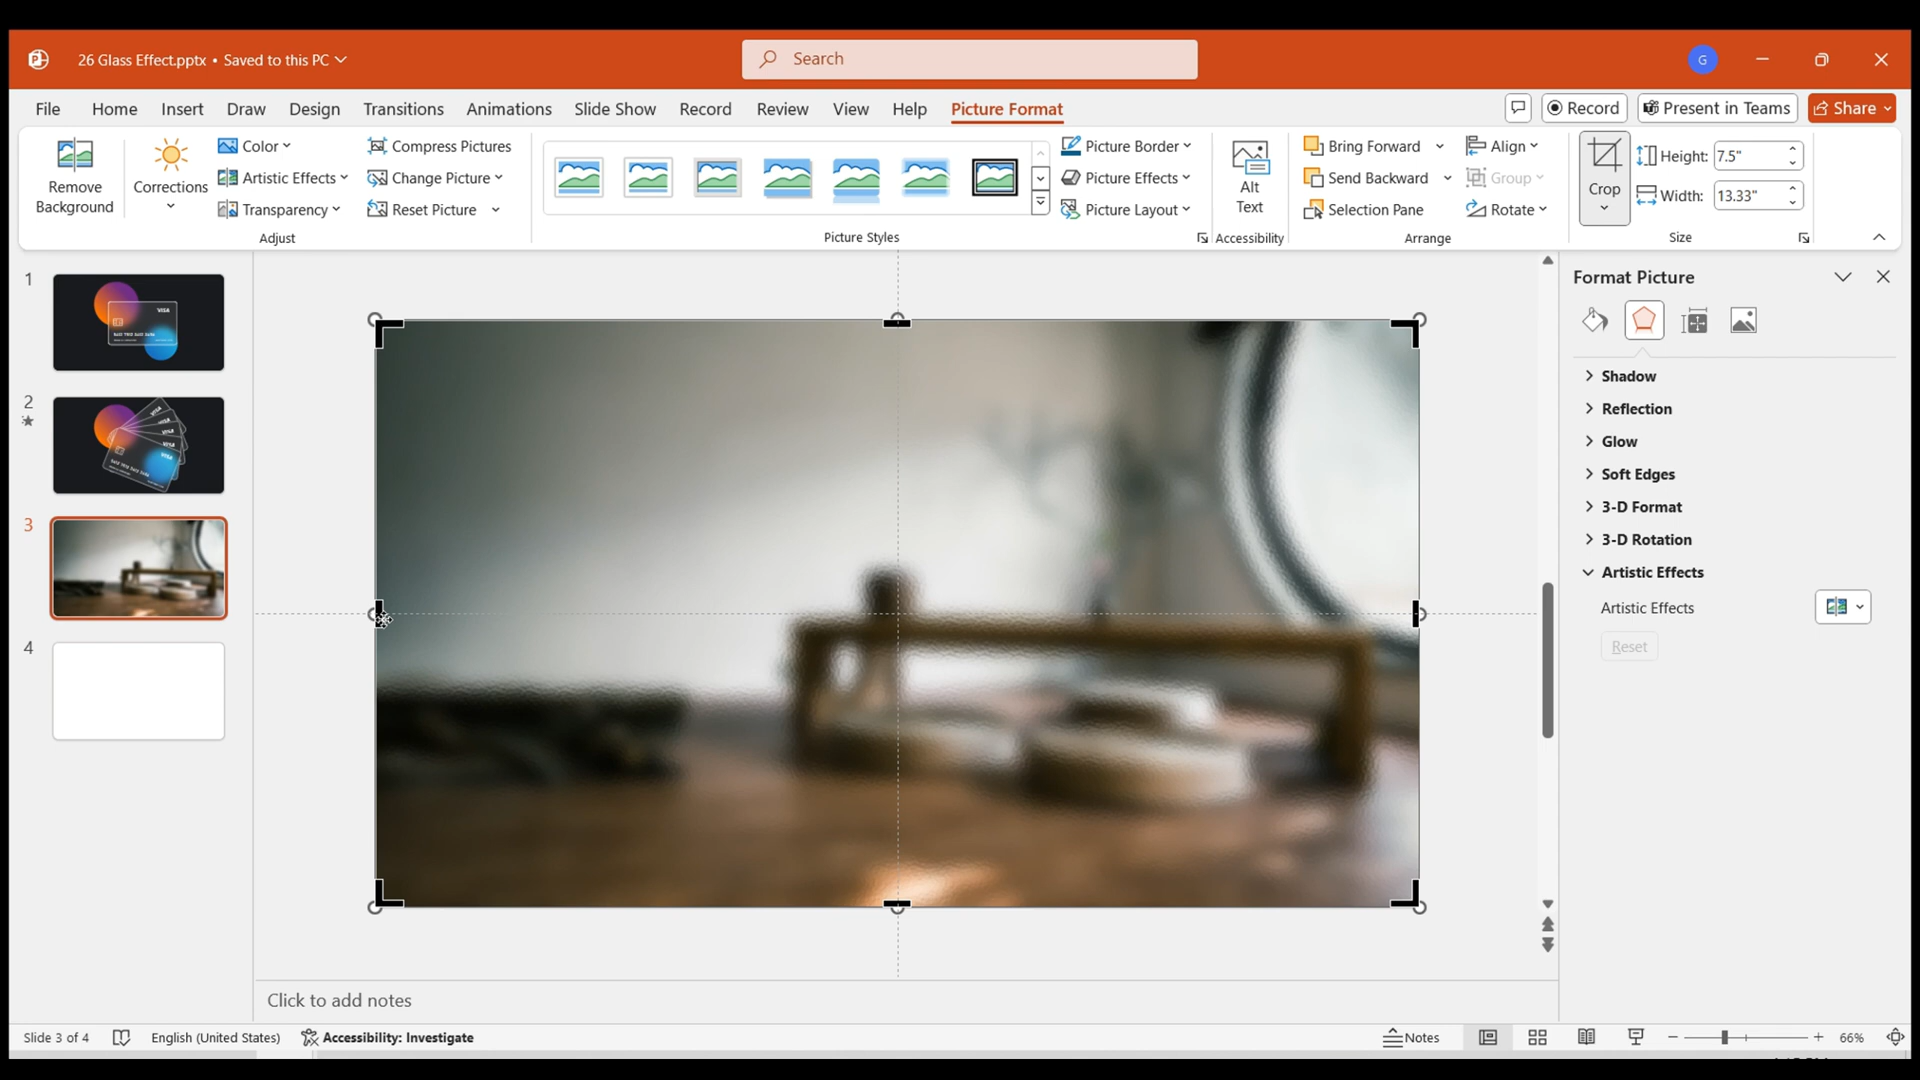 26 Glass Effect.pptx • Saved to this PC
Search
G
File Home Insert Draw Design Transitions Animations Slide Show Record Review View Help Picture Format
Record Present in Teams Share
Remove Background
Corrections
Color
Artistic Effects
Transparency
Compress Pictures
Change Picture
Reset Picture
Adjust
Picture Styles
Picture Border
Picture Effects
Picture Layout
Alt Text
Accessibility
Bring Forward
Send Backward
Selection Pane
Align
Group
Rotate
Arrange
Crop
Height: 7.5"
Width: 13.33"
Size
1
VISA
2
VISA
3
4
Format Picture
Shadow
Reflection
Glow
Soft Edges
3-D Format
3-D Rotation
Artistic Effects
Artistic Effects
Reset
Click to add notes
Slide 3 of 4 English (United States) Accessibility: Investigate Notes 66%